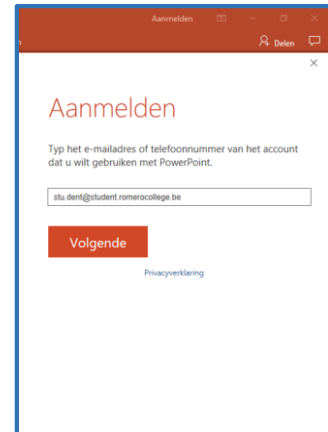 Aanmelden
Delen
Aanmelden
Typ het e-mailadres of telefoonnummer van het account
dat u wilt gebruiken met PowerPoint.
stu.dent@student.romerocollege.be
Volgende
Privacyverklaring